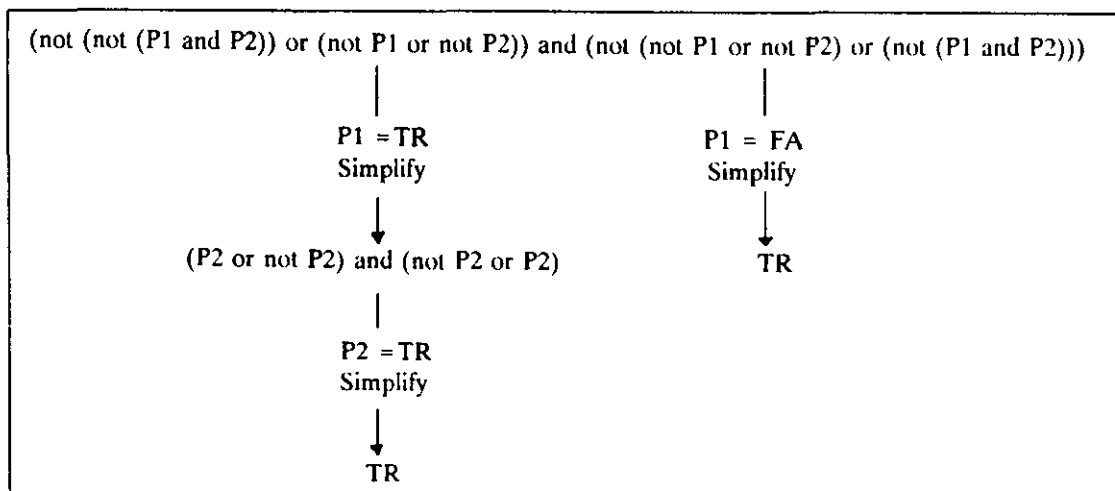 (not (not (P1 and P2)) or (not P1 or not P2)) and (not (not P1 or not P2) or (not (P1 and P2)))
P1 = TR
Simplify
P1 = FA
Simplify
(P2 or not P2) and (not P2 or P2)
TR
P2 = TR
Simplify
TR